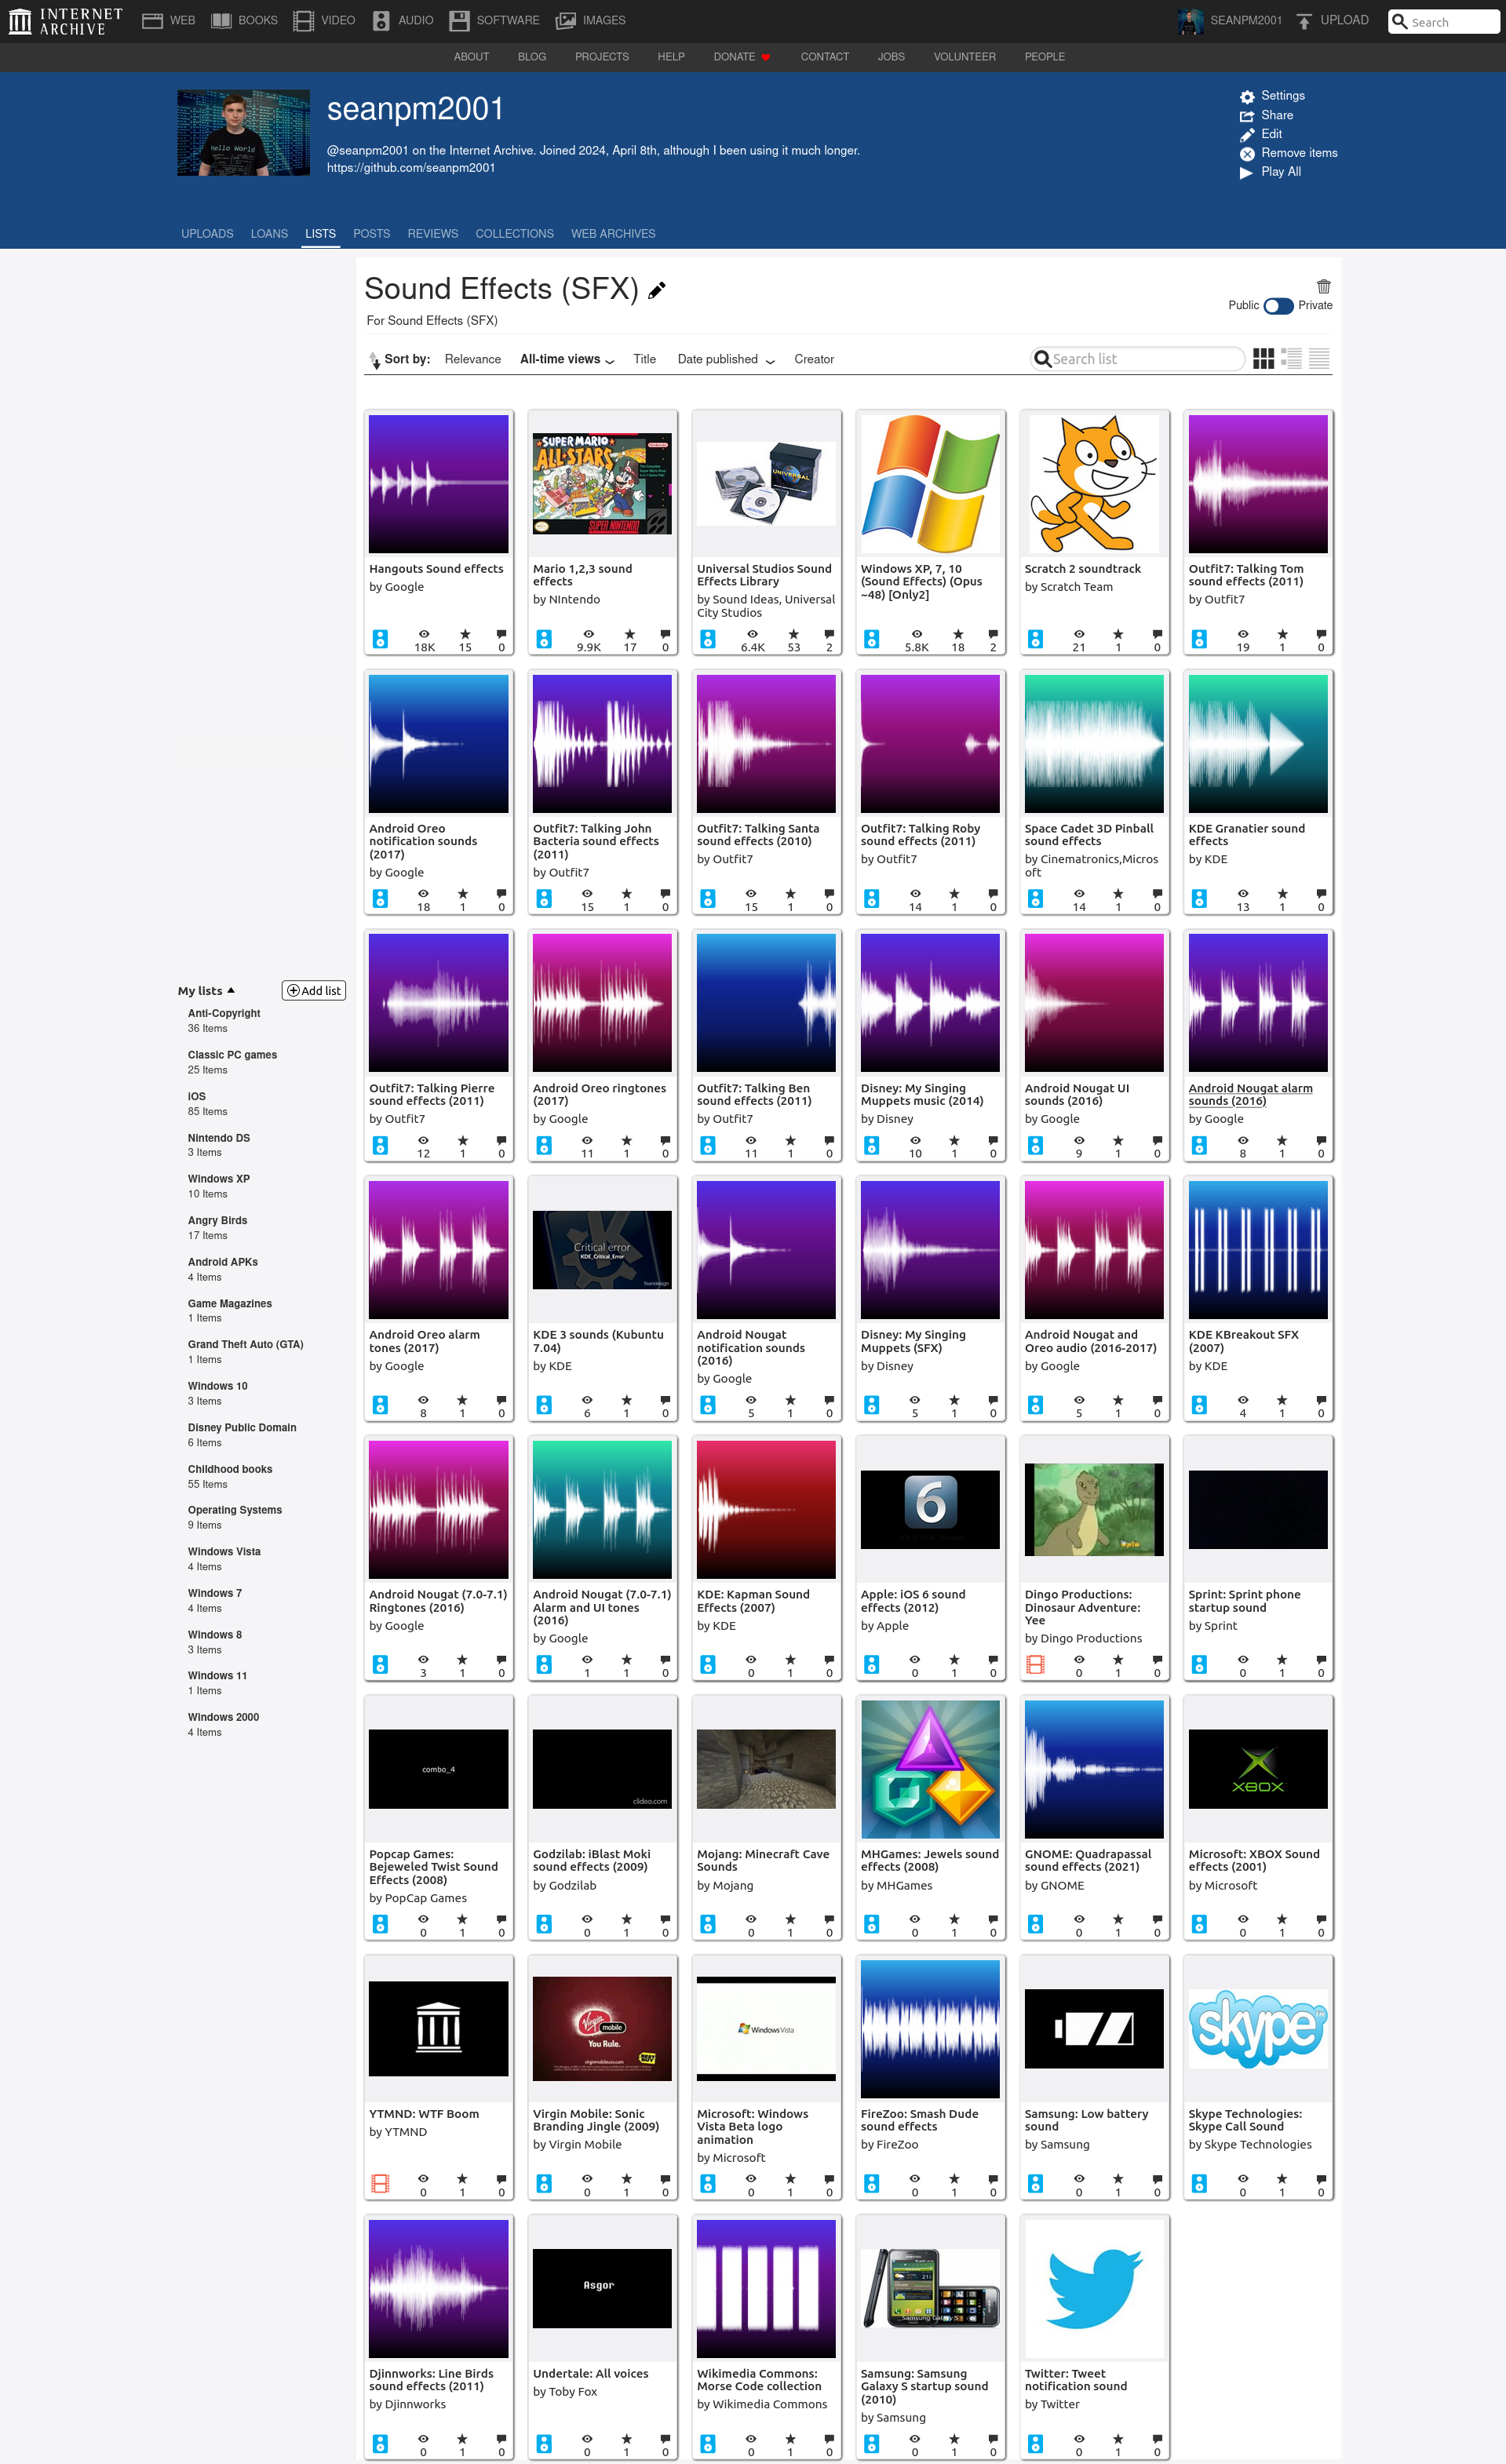 INTERNET
ARCHIVE
WEB
BOOKS
VIDEO
AUDIO
SOFTWARE
IMAGES
SEANPM2001
UPLOAD
Search
ABOUT
BLOG
PROJECTS
HELP
DONATE
CONTACT
JOBS
VOLUNTEER
PEOPLE
Hello World
seanpm2001
@seanpm2001 on the Internet Archive. Joined 2024, April 8th, although I been using it much longer.
https://github.com/seanpm2001
Settings
Share
Edit
Remove items
Play All
UPLOADS
LOANS
LISTS
POSTS
REVIEWS
COLLECTIONS
WEB ARCHIVES
Sound Effects (SFX)
For Sound Effects (SFX)
Public
Private
Sort by:
Relevance
All-time views
Title
Date published
Creator
Search list
My lists
Add list
Anti-Copyright
36 Items
Classic PC games
25 Items
iOS
85 Items
Nintendo DS
3 Items
Windows XP
10 Items
Angry Birds
17 Items
Android APKs
4 Items
Game Magazines
1 Items
Grand Theft Auto (GTA)
1 Items
Windows 10
3 Items
Disney Public Domain
6 Items
Childhood books
55 Items
Operating Systems
9 Items
Windows Vista
4 Items
Windows 7
4 Items
Windows 8
3 Items
Windows 11
1 Items
Windows 2000
4 Items
Hangouts Sound effects
by Google
18K 15 0
SUPER MARIO
ALL-STARS
SUPER NINTENDO
Mario 1,2,3 sound
effects
by NIntendo
9.9K 17 0
UNIVERSAL
Universal Studios Sound
Effects Library
by Sound Ideas, Universal
City Studios
6.4K 53 2
Windows XP, 7, 10
(Sound Effects) (Opus
~48) [Only2]
5.8K 18 2
Scratch 2 soundtrack
by Scratch Team
21 1 0
Outfit7: Talking Tom
sound effects (2011)
by Outfit7
19 1 0
Android Oreo
notification sounds
(2017)
by Google
18 1 0
Outfit7: Talking John
Bacteria sound effects
(2011)
by Outfit7
15 1 0
Outfit7: Talking Santa
sound effects (2010)
by Outfit7
15 1 0
Outfit7: Talking Roby
sound effects (2011)
by Outfit7
14 1 0
Space Cadet 3D Pinball
sound effects
by Cinematronics,Micros
oft
14 1 0
KDE Granatier sound
effects
by KDE
13 1 0
Outfit7: Talking Pierre
sound effects (2011)
by Outfit7
12 1 0
Android Oreo ringtones
(2017)
by Google
11 1 0
Outfit7: Talking Ben
sound effects (2011)
by Outfit7
11 1 0
Disney: My Singing
Muppets music (2014)
by Disney
10 1 0
Android Nougat UI
sounds (2016)
by Google
9 1 0
Android Nougat alarm
sounds (2016)
by Google
8 1 0
Android Oreo alarm
tones (2017)
by Google
8 1 0
Critical error
KDE_Critical_Error
KDE 3 sounds (Kubuntu
7.04)
by KDE
6 1 0
Android Nougat
notification sounds
(2016)
by Google
5 1 0
Disney: My Singing
Muppets (SFX)
by Disney
5 1 0
Android Nougat and
Oreo audio (2016-2017)
by Google
5 1 0
KDE KBreakout SFX
(2007)
by KDE
4 1 0
Android Nougat (7.0-7.1)
Ringtones (2016)
by Google
3 1 0
Android Nougat (7.0-7.1)
Alarm and UI tones
(2016)
by Google
1 1 0
KDE: Kapman Sound
Effects (2007)
by KDE
0 1 0
6
Apple: iOS 6 sound
effects (2012)
by Apple
0 1 0
Dingo Productions:
Dinosaur Adventure:
Yee
by Dingo Productions
0 1 0
Sprint: Sprint phone
startup sound
by Sprint
0 1 0
combo_4
Popcap Games:
Bejeweled Twist Sound
Effects (2008)
by PopCap Games
0 1 0
clideo.com
Godzilab: iBlast Moki
sound effects (2009)
by Godzilab
0 1 0
Mojang: Minecraft Cave
Sounds
by Mojang
0 1 0
MHGames: Jewels sound
effects (2008)
by MHGames
0 1 0
GNOME: Quadrapassal
sound effects (2021)
by GNOME
0 1 0
XBOX
Microsoft: XBOX Sound
effects (2001)
by Microsoft
0 1 0
YTMND: WTF Boom
by YTMND
0 1 0
Virgin
mobile
You Rule.
Virgin Mobile: Sonic
Branding Jingle (2009)
by Virgin Mobile
0 1 0
Windows Vista
Microsoft: Windows
Vista Beta logo
animation
by Microsoft
0 1 0
FireZoo: Smash Dude
sound effects
by FireZoo
0 1 0
Samsung: Low battery
sound
by Samsung
0 1 0
skype
TM
Skype Technologies:
Skype Call Sound
by Skype Technologies
0 1 0
Djinnworks: Line Birds
sound effects (2011)
by Djinnworks
0 1 0
Asgor
Undertale: All voices
by Toby Fox
0 1 0
Wikimedia Commons:
Morse Code collection
by Wikimedia Commons
0 1 0
Samsung: Samsung
Galaxy S startup sound
(2010)
by Samsung
0 1 0
Twitter: Tweet
notification sound
by Twitter
0 1 0